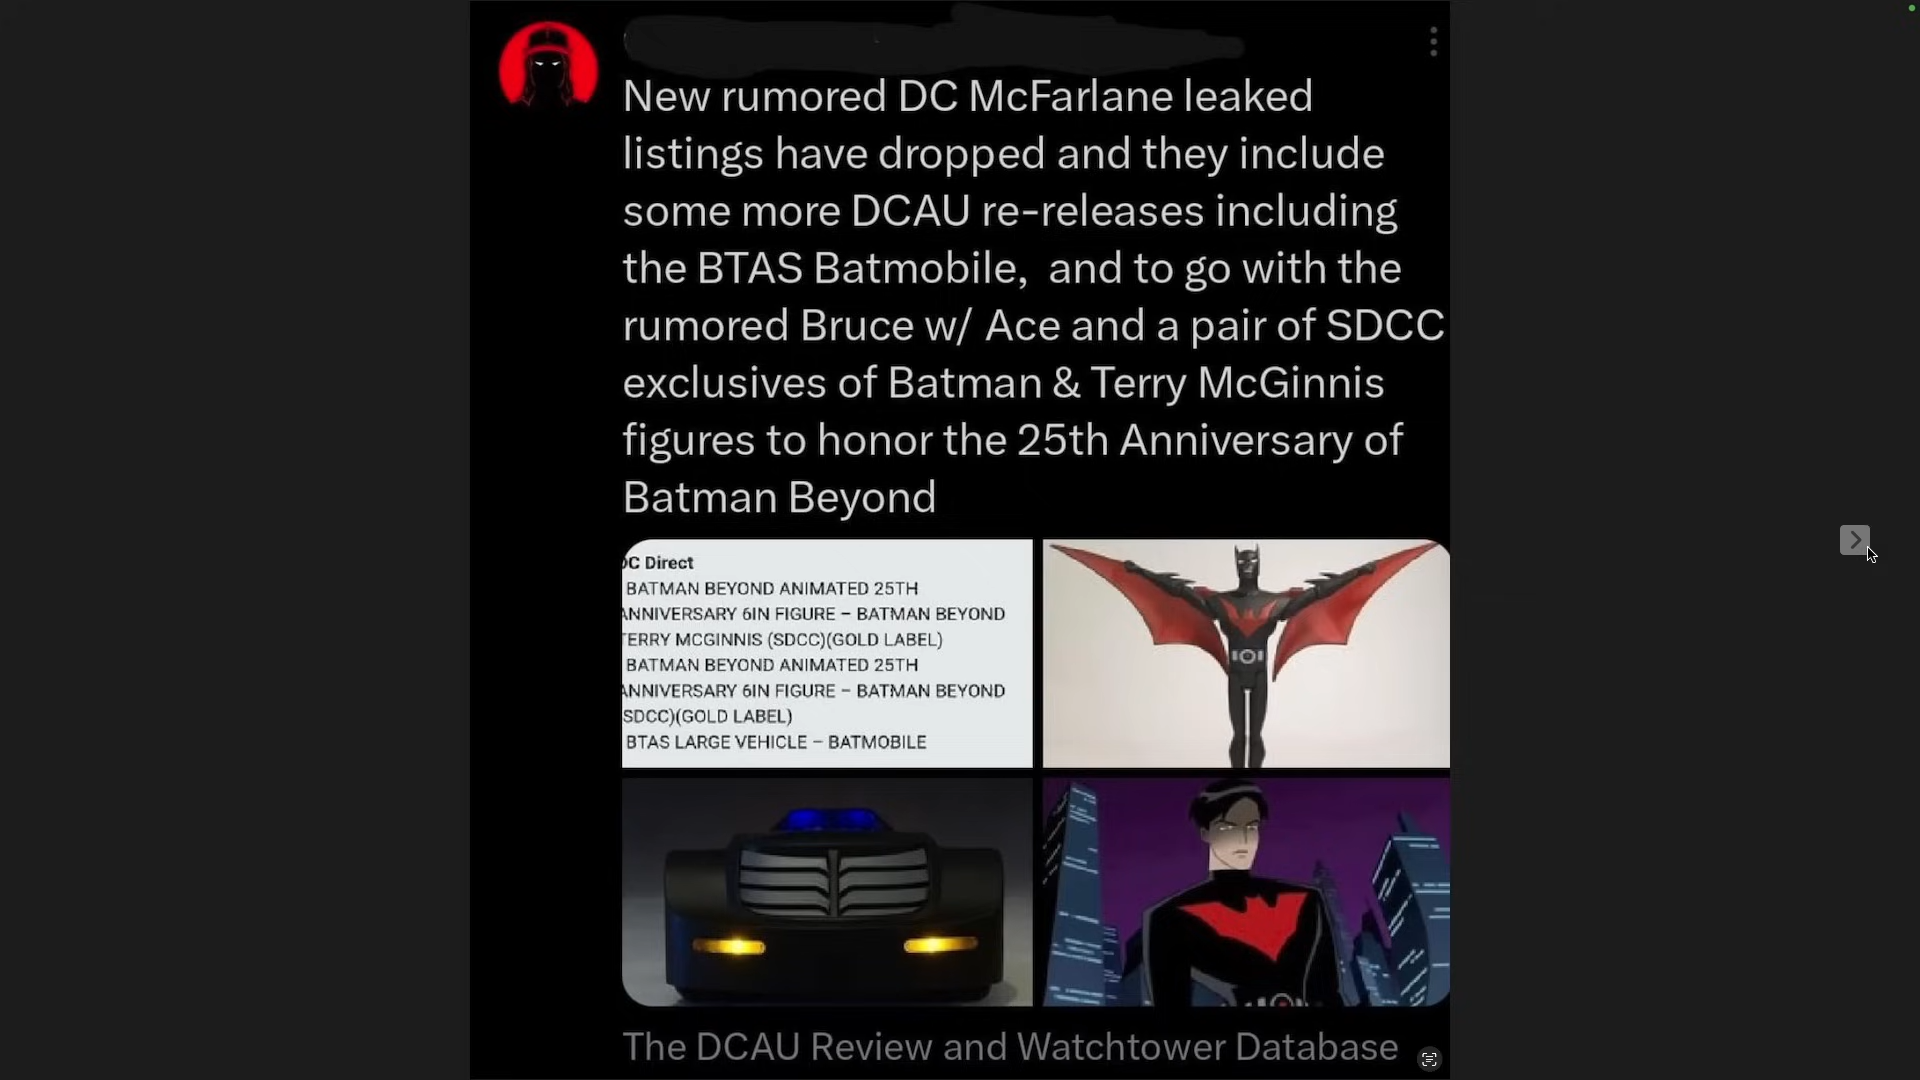 New rumored DC McFarlane leaked
listings have dropped and they include
some more DCAU re-releases including
the BTAS Batmobile,  and to go with the
rumored Bruce w/ Ace and a pair of SDCC
exclusives of Batman & Terry McGinnis
figures to honor the 25th Anniversary of
Batman Beyond
DC Direct
BATMAN BEYOND ANIMATED 25TH
ANNIVERSARY 6IN FIGURE – BATMAN BEYOND
TERRY MCGINNIS (SDCC)(GOLD LABEL)
BATMAN BEYOND ANIMATED 25TH
ANNIVERSARY 6IN FIGURE – BATMAN BEYOND
SDCC)(GOLD LABEL)
BTAS LARGE VEHICLE – BATMOBILE
The DCAU Review and Watchtower Database